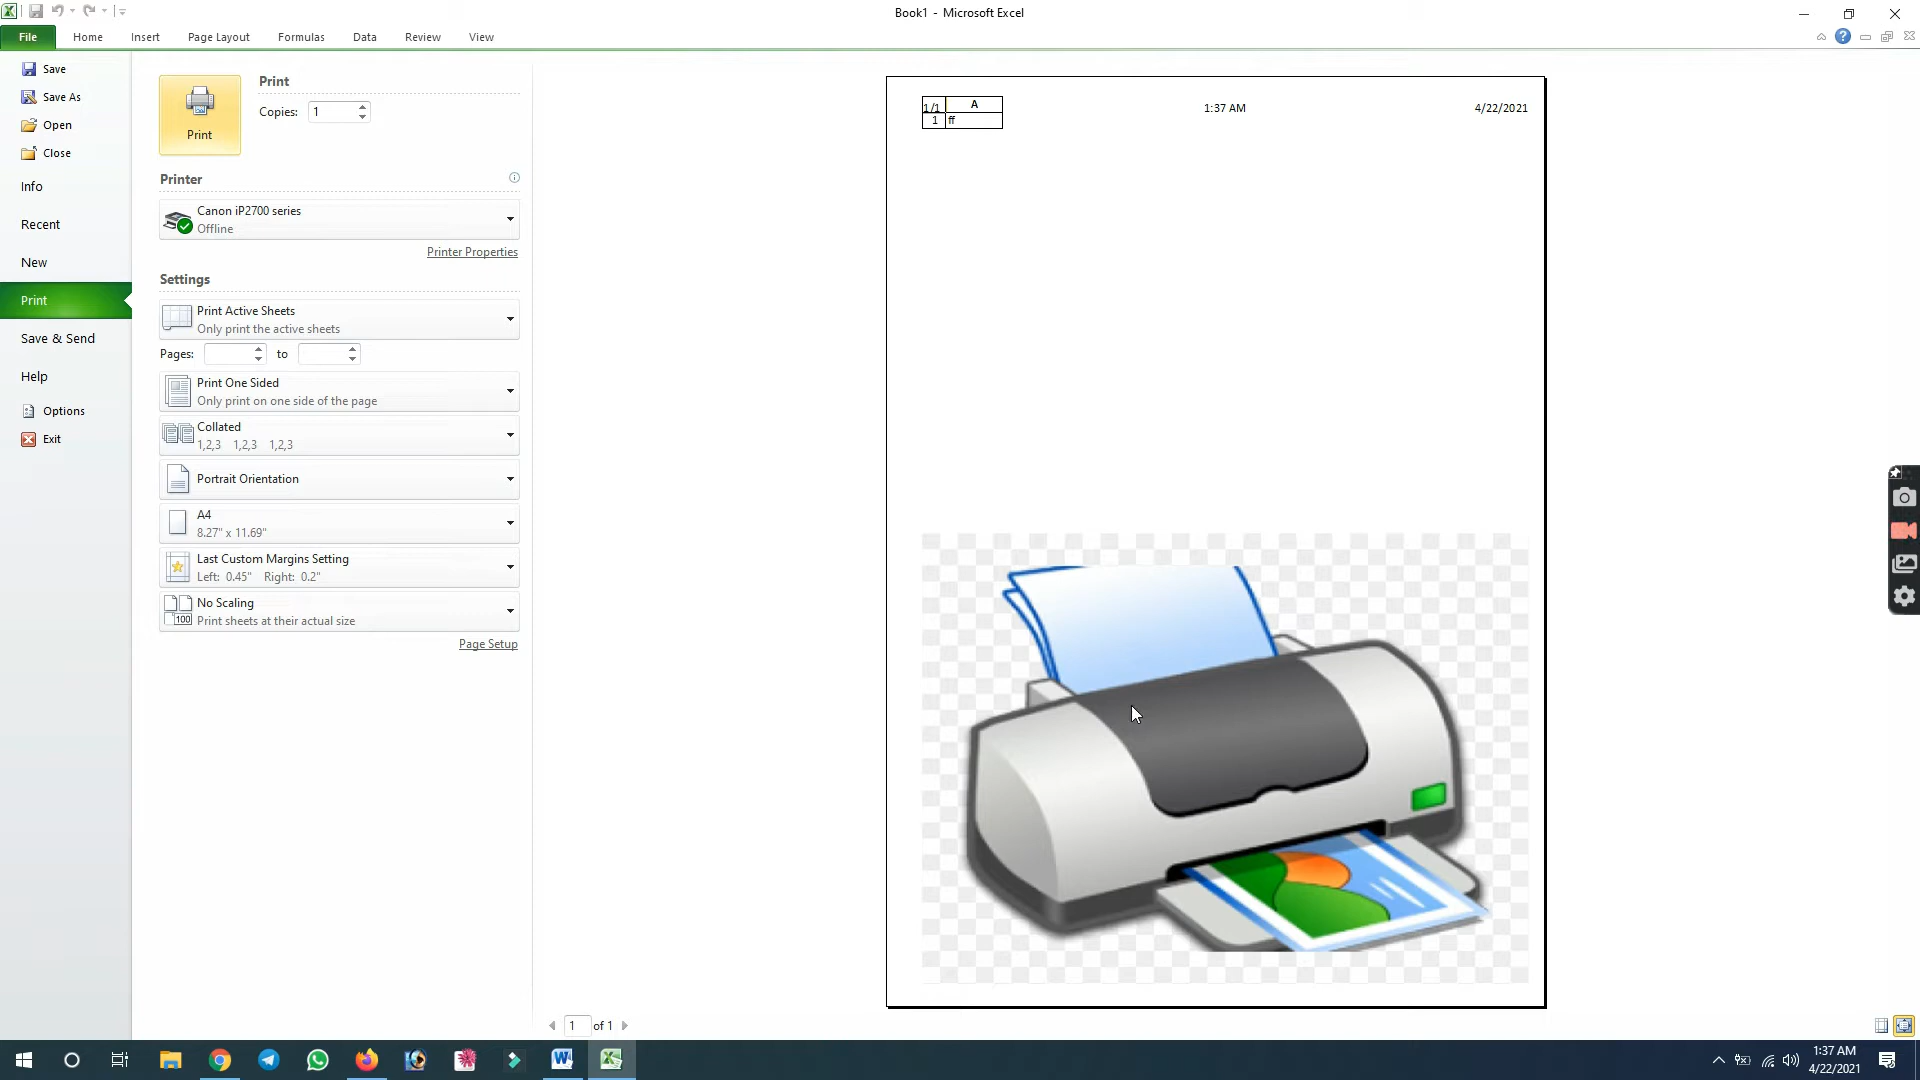 Book1 - Microsoft Excel
File Home Insert Page Layout Formulas Data Review View
Save
Save As
Open
Close
Info
Recent
New
Print
Save & Send
Help
Options
Exit
Print
Print
Copies: 1
Printer
Canon iP2700 series
Offline
Printer Properties
Settings
Print Active Sheets
Only print the active sheets
Pages: to
Print One Sided
Only print on one side of the page
Collated
1,2,3 1,2,3 1,2,3
Portrait Orientation
A4
8.27" x 11.69"
Last Custom Margins Setting
Left: 0.45" Right: 0.2"
No Scaling
100
Print sheets at their actual size
Page Setup
1/1 A 1:37 AM 4/22/2021
1 ff
1 of 1
1:37 AM
4/22/2021